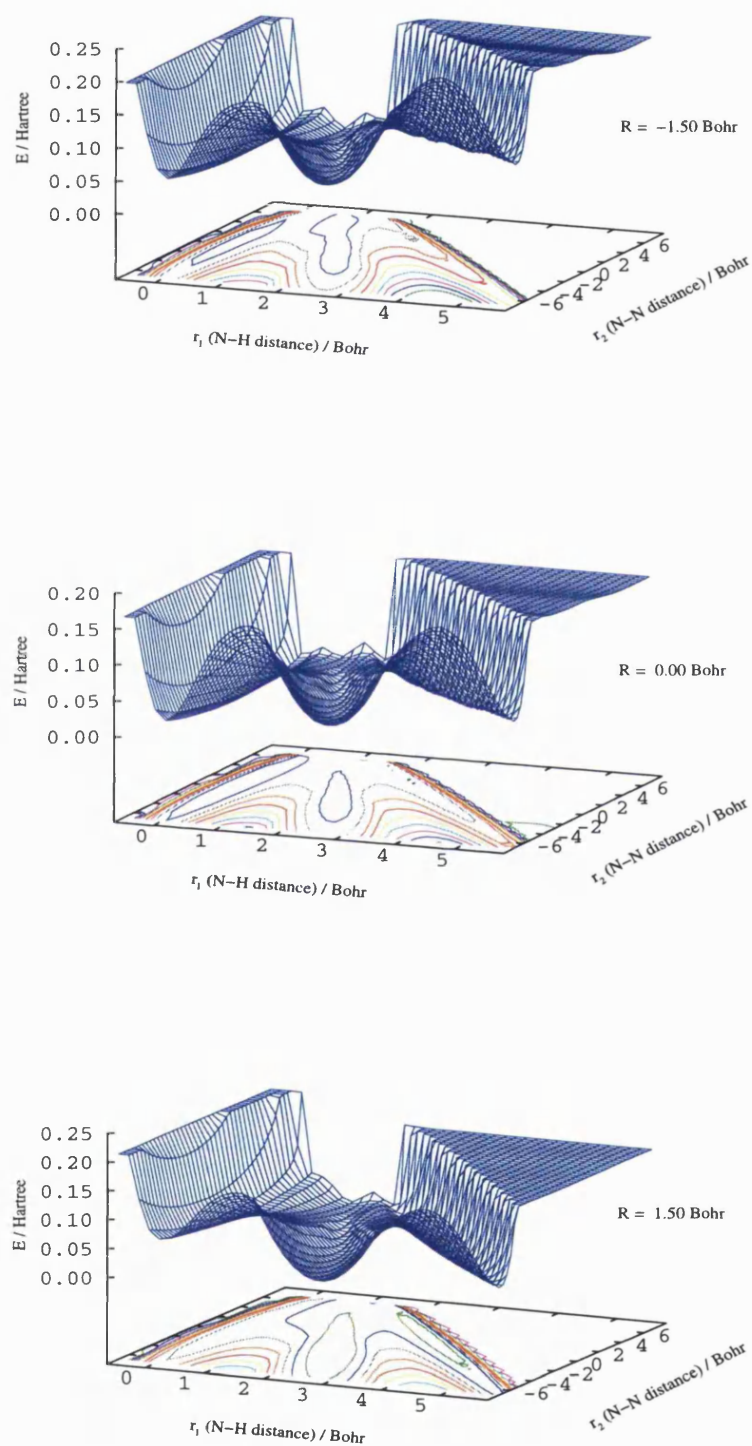 0.25
0.20
0.15
0.10
0.05
0.00
E / Hartree
R = −1.50 Bohr
0 1 2 3 4 5
−6 −4 −2 0 2 4 6
r₁ (N−H distance) / Bohr
r₂ (N−N distance) / Bohr
0.20
0.15
0.10
0.05
0.00
E / Hartree
R = 0.00 Bohr
0 1 2 3 4 5
−6 −4 −2 0 2 4 6
r₁ (N−H distance) / Bohr
r₂ (N−N distance) / Bohr
0.25
0.20
0.15
0.10
0.05
0.00
E / Hartree
R = 1.50 Bohr
0 1 2 3 4 5
−6 −4 −2 0 2 4 6
r₁ (N−H distance) / Bohr
r₂ (N−N distance) / Bohr